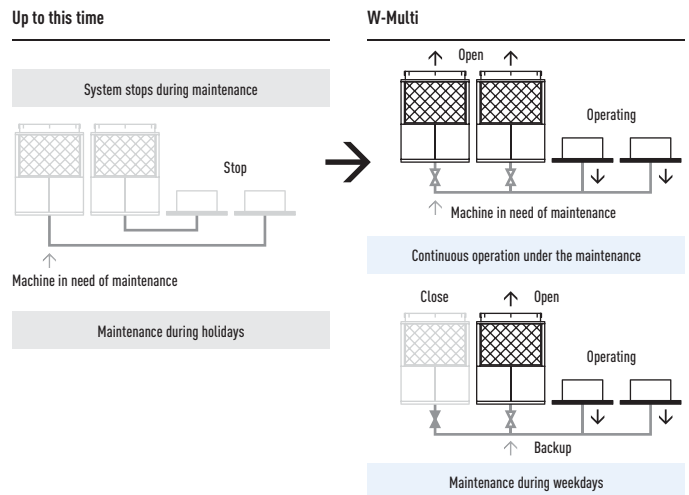 Up to this time
System stops during maintenance
Stop
Machine in need of maintenance
Maintenance during holidays
W-Multi
Open
Operating
Machine in need of maintenance
Continuous operation under the maintenance
Close
Open
Operating
Backup
Maintenance during weekdays